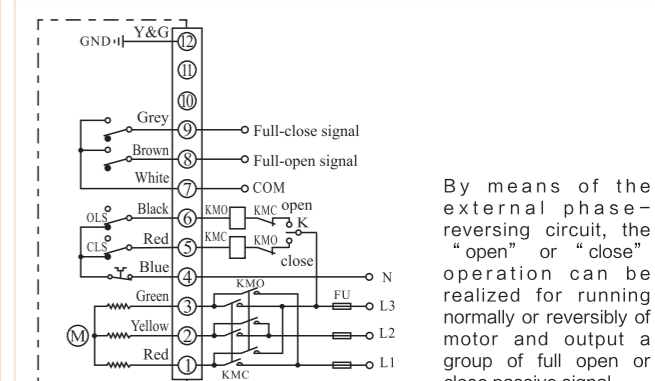 GND Y&G 12
11
10
Grey 9 Full-close signal
Brown 8 Full-open signal
White 7 COM
OLS Black 6 KMO KMC open
K
CLS Red 5 KMC KMO
close
Blue 4 N
KMO
Green 3 FU L3
M Yellow 2 L2
Red 1 L1
KMC
By means of the
external phase-
reversing circuit, the
“open” or “close”
operation can be
realized for running
normally or reversibly of
motor and output a
group of full open or
close passive signal